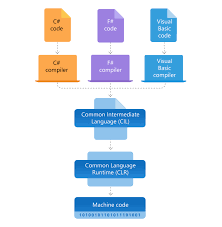 C#
code
F#
code
Visual
Basic
code
C#
compiler
F#
compiler
Visual
Basic
compiler
Common Intermediate
Language (CIL)
Common Language
Runtime (CLR)
Machine code